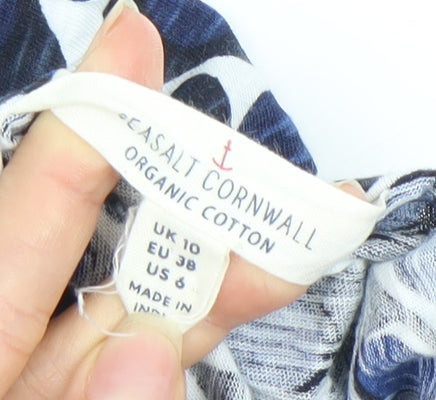 SEASALT CORNWALL
ORGANIC COTTON
UK 10
EU 38
US 6
MADE IN